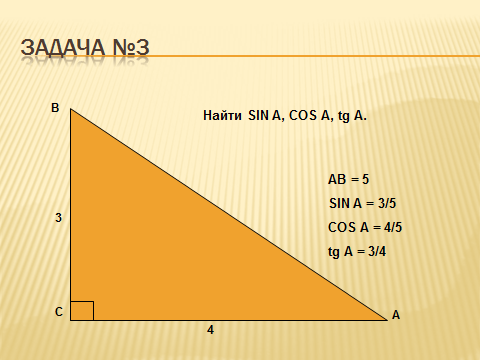 ЗАДАЧА №3
B
Найти SIN A, COS A, tg A.
AB = 5
SIN A = 3/5
3
COS A = 4/5
tg A = 3/4
C
A
4